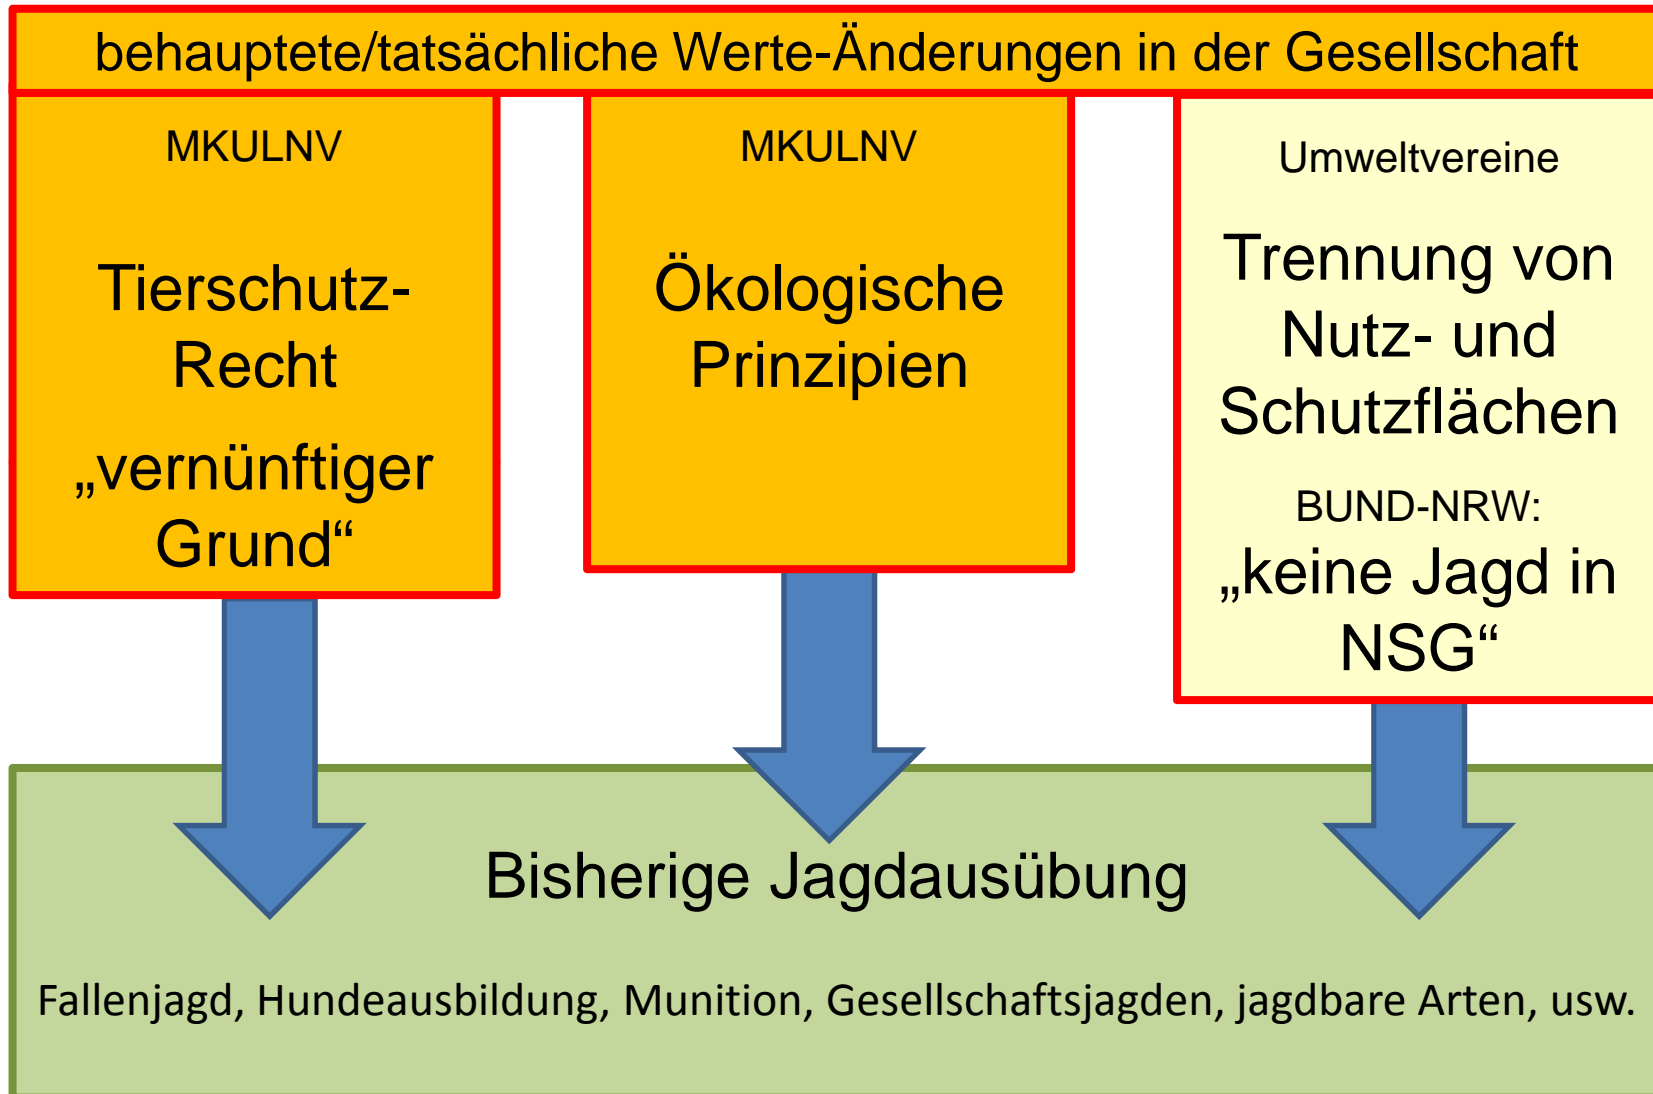 behauptete/tatsächliche Werte-Änderungen in der Gesellschaft
MKULNV
Tierschutz-
Recht
„vernünftiger
Grund“
MKULNV
Ökologische
Prinzipien
Umweltvereine
Trennung von
Nutz- und
Schutzflächen
BUND-NRW:
„keine Jagd in
NSG“
Bisherige Jagdausübung
Fallenjagd, Hundeausbildung, Munition, Gesellschaftsjagden, jagdbare Arten, usw.